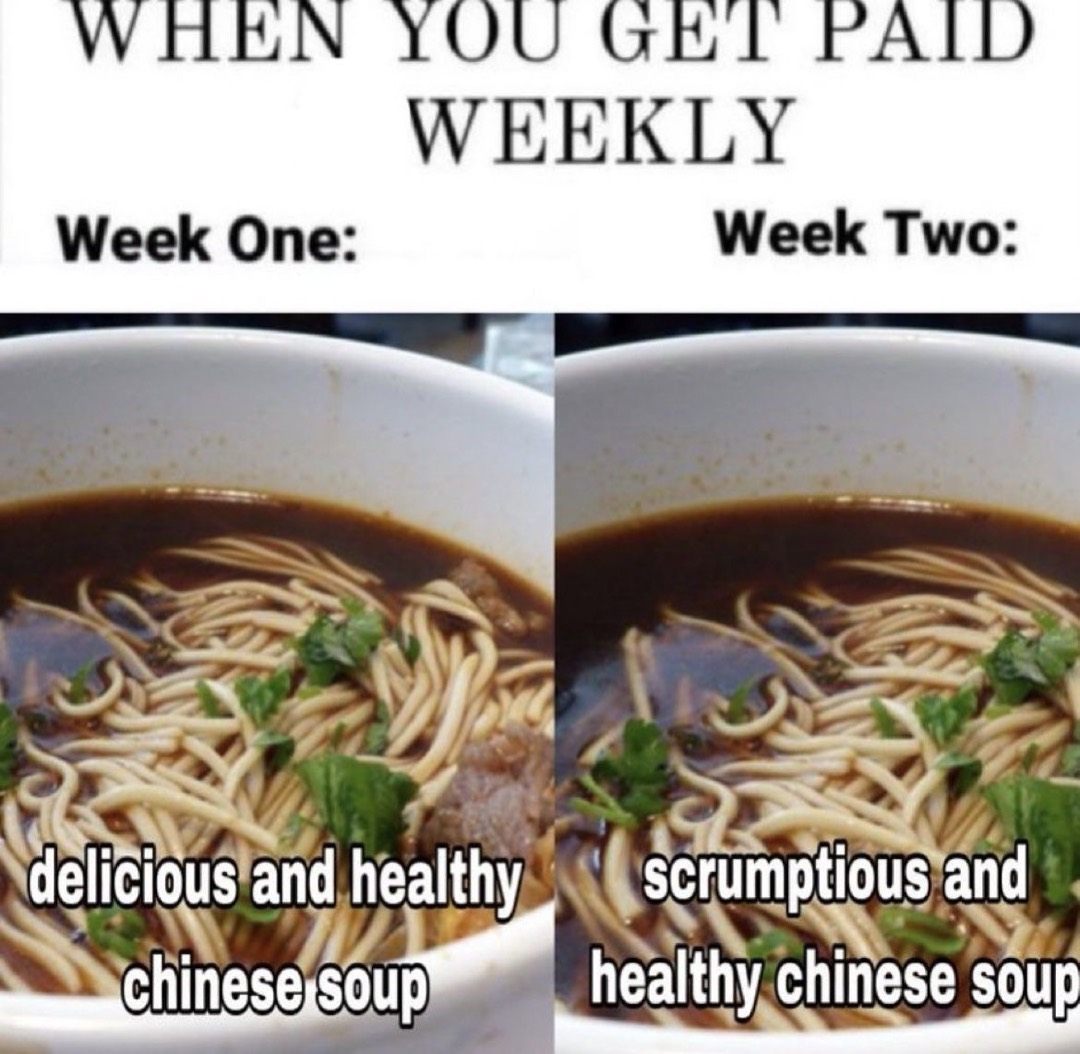 WHEN YOU GET PAID
WEEKLY
Week One:
Week Two:
delicious and healthy
chinese soup
scrumptious and
healthy chinese soup